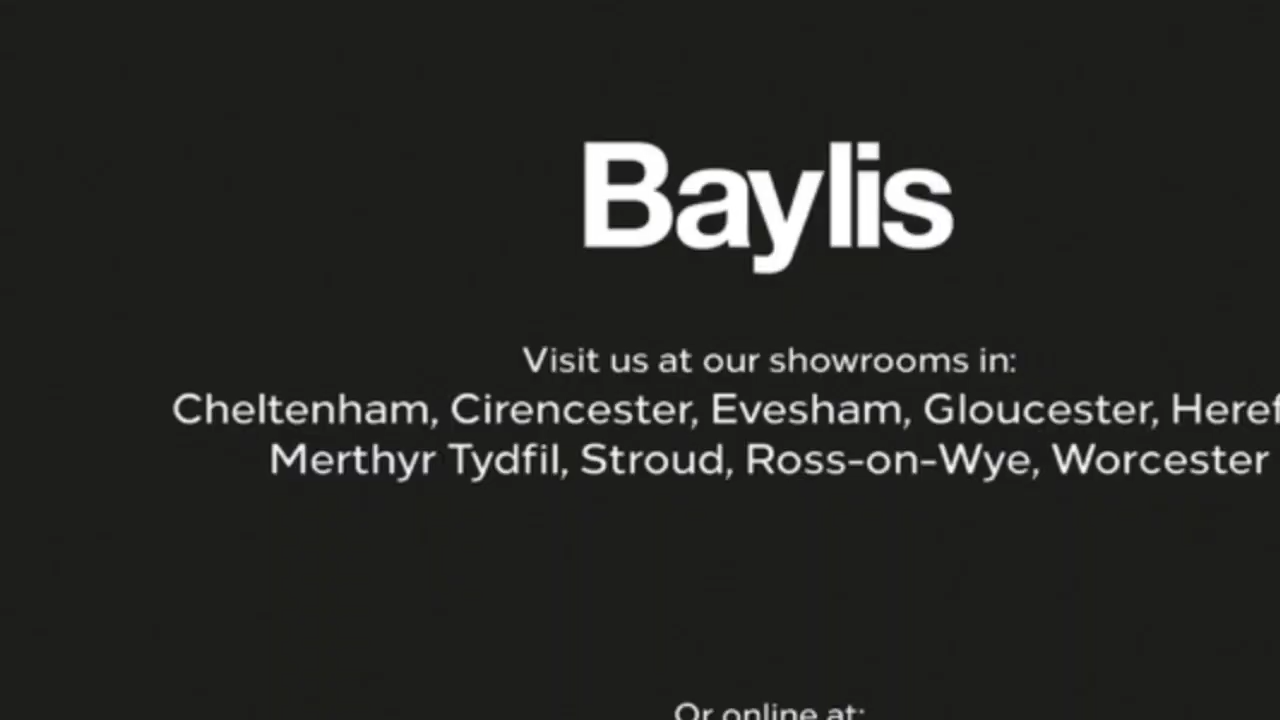 Baylis
Visit us at our showrooms in:
Cheltenham, Cirencester, Evesham, Gloucester, Heref
Merthyr Tydfil, Stroud, Ross-on-Wye, Worcester
Or online at: